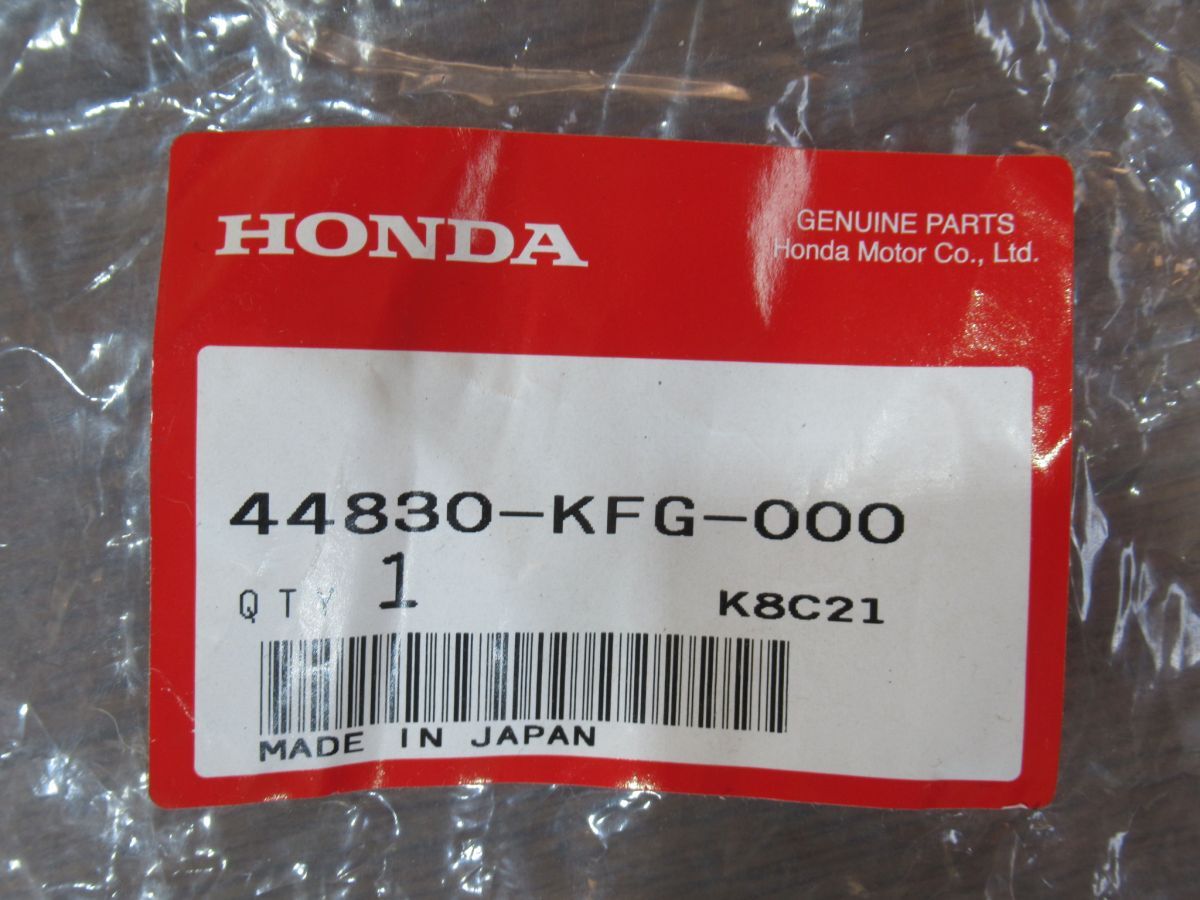 HONDA
GENUINE PARTS
Honda Motor Co., Ltd.
44830-KFG-000
QTY 1
K8C21
MADE IN JAPAN